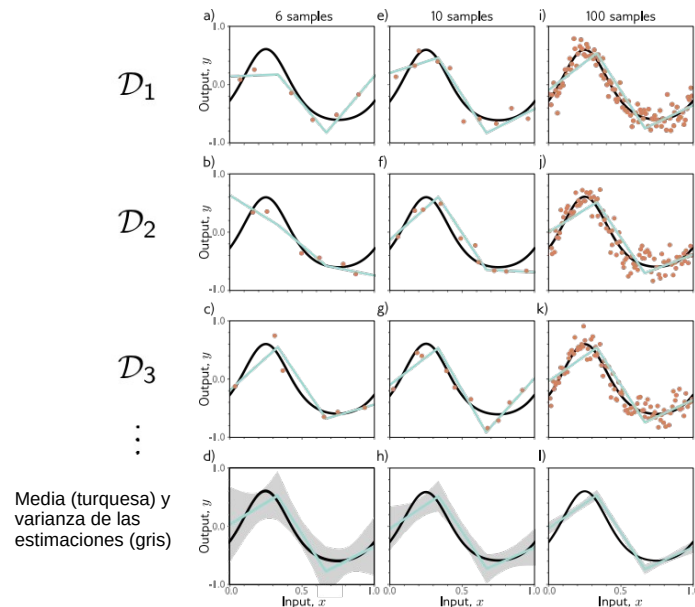 a) 6 samples e) 10 samples i) 100 samples
1.0
𝒟₁
Output, y
0.0
-1.0
b) f) j)
1.0
𝒟₂
Output, y
0.0
-1.0
c) g) k)
1.0
𝒟₃
Output, y
0.0
-1.0
⋮
d) h) l)
1.0
Media (turquesa) y
varianza de las
estimaciones (gris)
Output, y
0.0
-1.0
0.0 0.5 1.0 0.0 0.5 1.0 0.0 0.5 1.0
Input, x Input, x Input, x